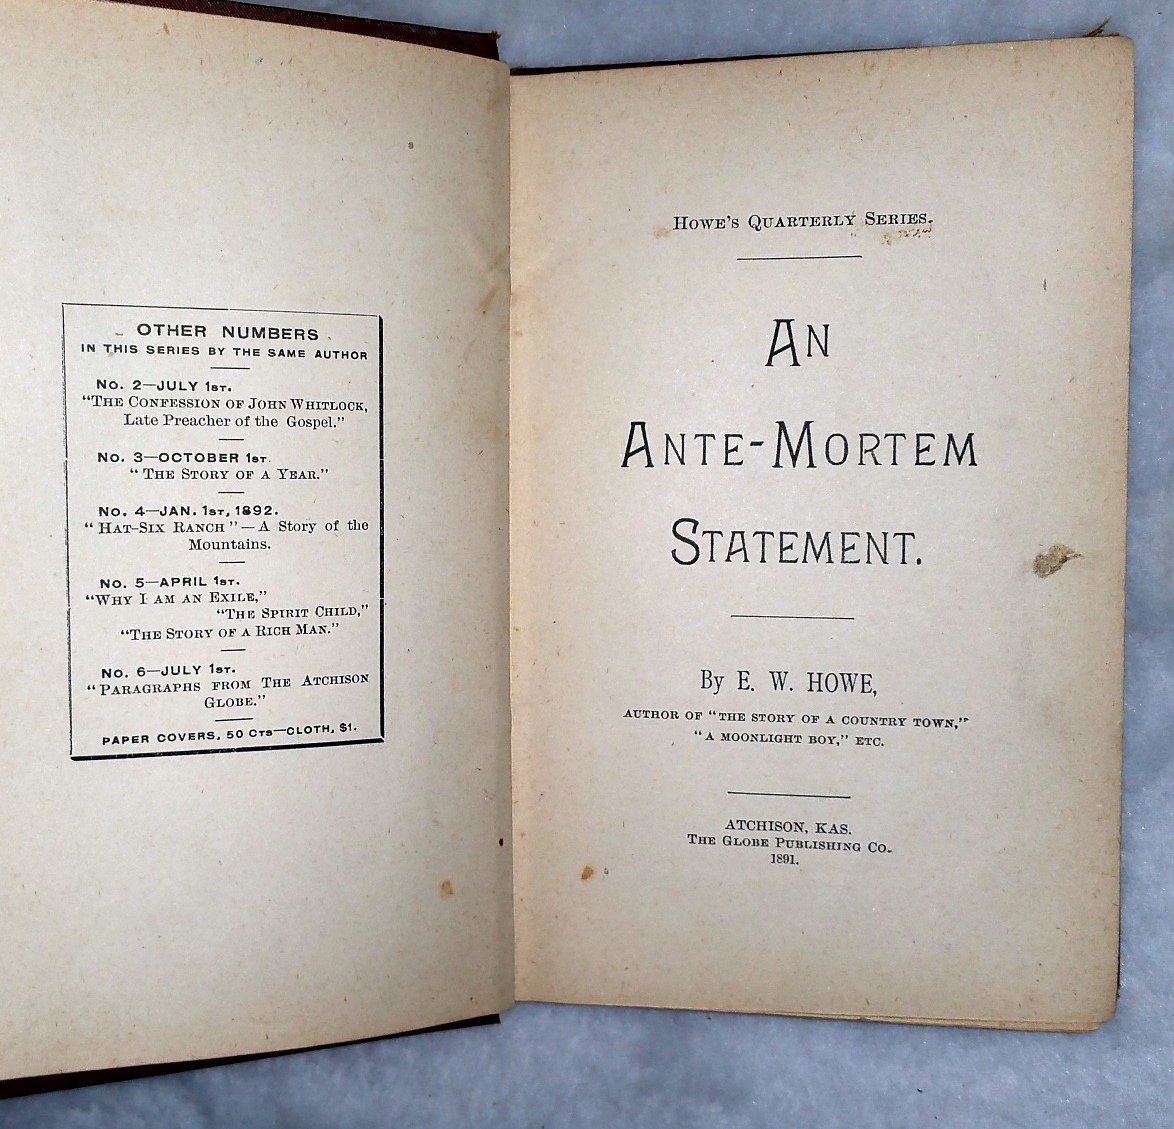 OTHER NUMBERS
IN THIS SERIES BY THE SAME AUTHOR
No. 2—JULY 1st.
“The Confession of John Whitlock,
Late Preacher of the Gospel.”
No. 3—OCTOBER 1st.
“The Story of a Year.”
No. 4—JAN. 1st, 1892.
“Hat-Six Ranch”—A Story of the
Mountains.
No. 5—APRIL 1st.
“Why I am an Exile,”
“The Spirit Child,”
“The Story of a Rich Man.”
No. 6—JULY 1st.
“Paragraphs from The Atchison
Globe.”
PAPER COVERS, 50 Cts—CLOTH, $1.
Howe's Quarterly Series.
An
Ante-Mortem
Statement.
By E. W. HOWE,
AUTHOR OF “THE STORY OF A COUNTRY TOWN,”
“A MOONLIGHT BOY,” ETC.
ATCHISON, KAS.
The Globe Publishing Co.
1891.